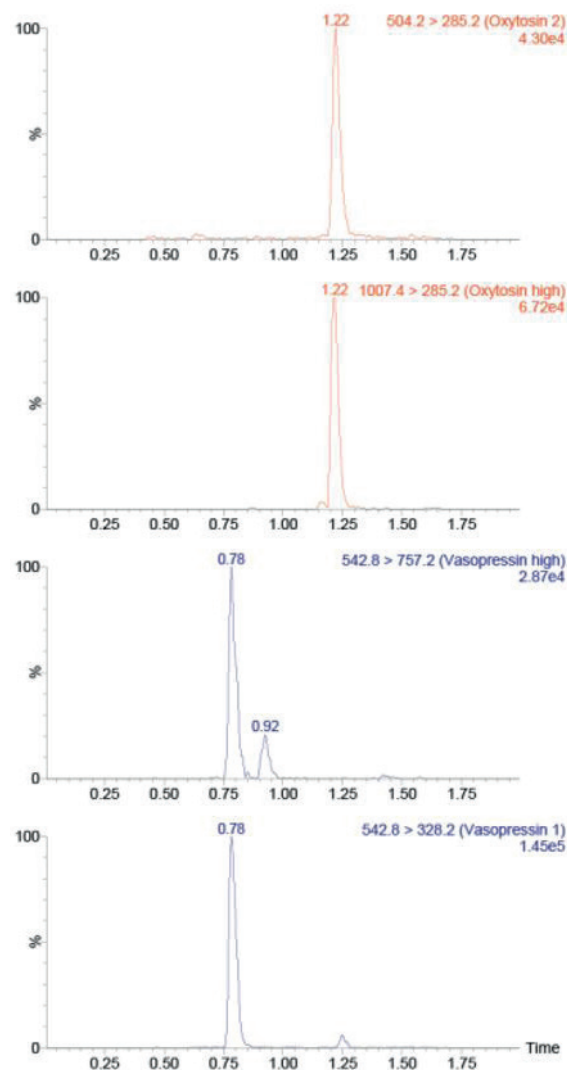 1.22 504.2 > 285.2 (Oxytosin 2)
100 4.30e4
%
0
0.25 0.50 0.75 1.00 1.25 1.50 1.75
1.22 1007.4 > 285.2 (Oxytosin high)
100 6.72e4
%
0
0.25 0.50 0.75 1.00 1.25 1.50 1.75
0.78 542.8 > 757.2 (Vasopressin high)
100 2.87e4
%
0.92
0
0.25 0.50 0.75 1.00 1.25 1.50 1.75
0.78 542.8 > 328.2 (Vasopressin 1)
100 1.45e5
%
0 Time
0.25 0.50 0.75 1.00 1.25 1.50 1.75